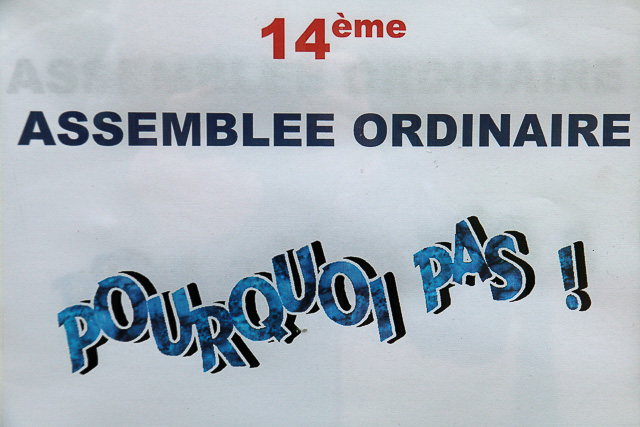 14ème
ASSEMBLEE ORDINAIRE
POURQUOI PAS !